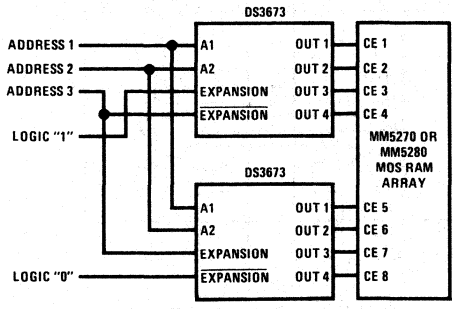 DS3673
ADDRESS 1
ADDRESS 2
ADDRESS 3
LOGIC "1"
A1
A2
EXPANSION
EXPANSION
OUT 1
OUT 2
OUT 3
OUT 4
CE 1
CE 2
CE 3
CE 4
MM5270 OR
MM5280
MOS RAM
ARRAY
DS3673
LOGIC "0"
A1
A2
EXPANSION
EXPANSION
OUT 1
OUT 2
OUT 3
OUT 4
CE 5
CE 6
CE 7
CE 8